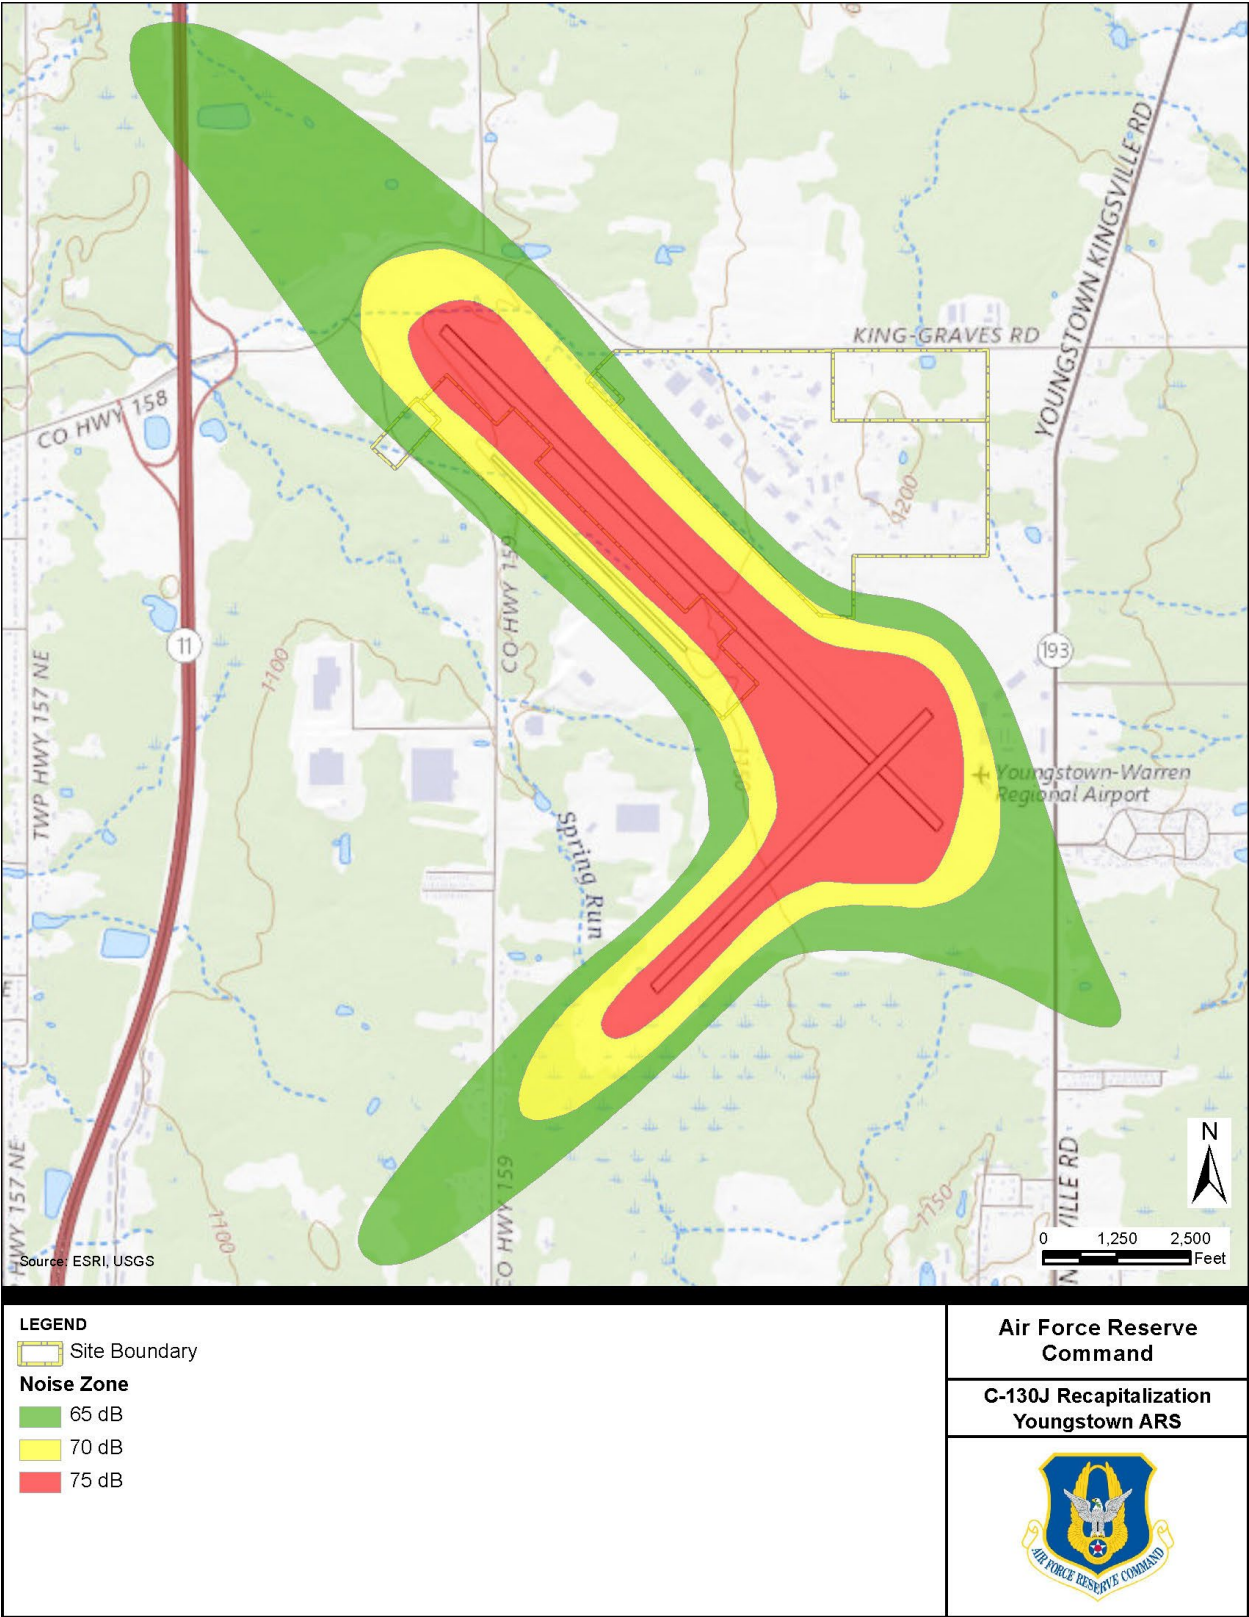 YOUNGSTOWN KINGSVILLE RD
KING-GRAVES RD
CO HWY 158
1200
CO HWY 159
11
193
1100
TWP HWY 157 NE
1150
Youngstown-Warren
Regional Airport
Spring Run
N
CO HWY 159
1150
1100
HWY 157 NE
VILLE RD
0 1,250 2,500
Feet
Source: ESRI, USGS
LEGEND
Site Boundary
Noise Zone
65 dB
70 dB
75 dB
Air Force Reserve
Command
C-130J Recapitalization
Youngstown ARS
AIR FORCE RESERVE COMMAND